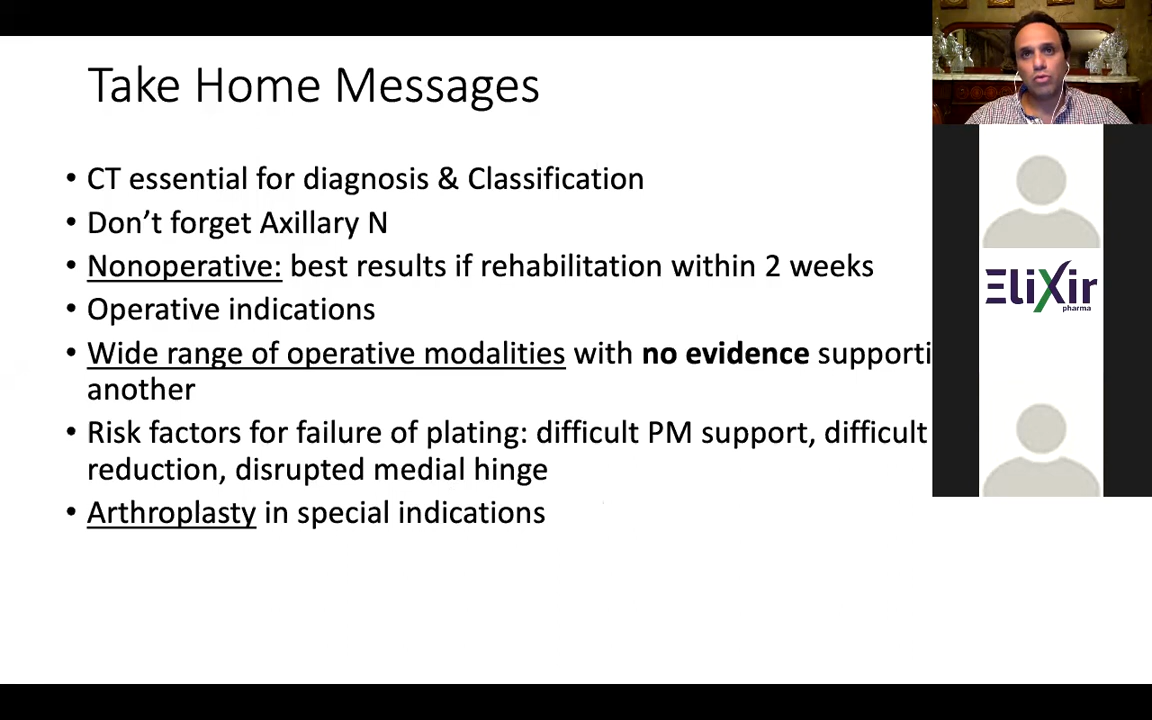 Take Home Messages
• CT essential for diagnosis & Classification
• Don’t forget Axillary N
• Nonoperative: best results if rehabilitation within 2 weeks
• Operative indications
• Wide range of operative modalities with no evidence supporti
another
• Risk factors for failure of plating: difficult PM support, difficult
reduction, disrupted medial hinge
• Arthroplasty in special indications
EliXir
pharma